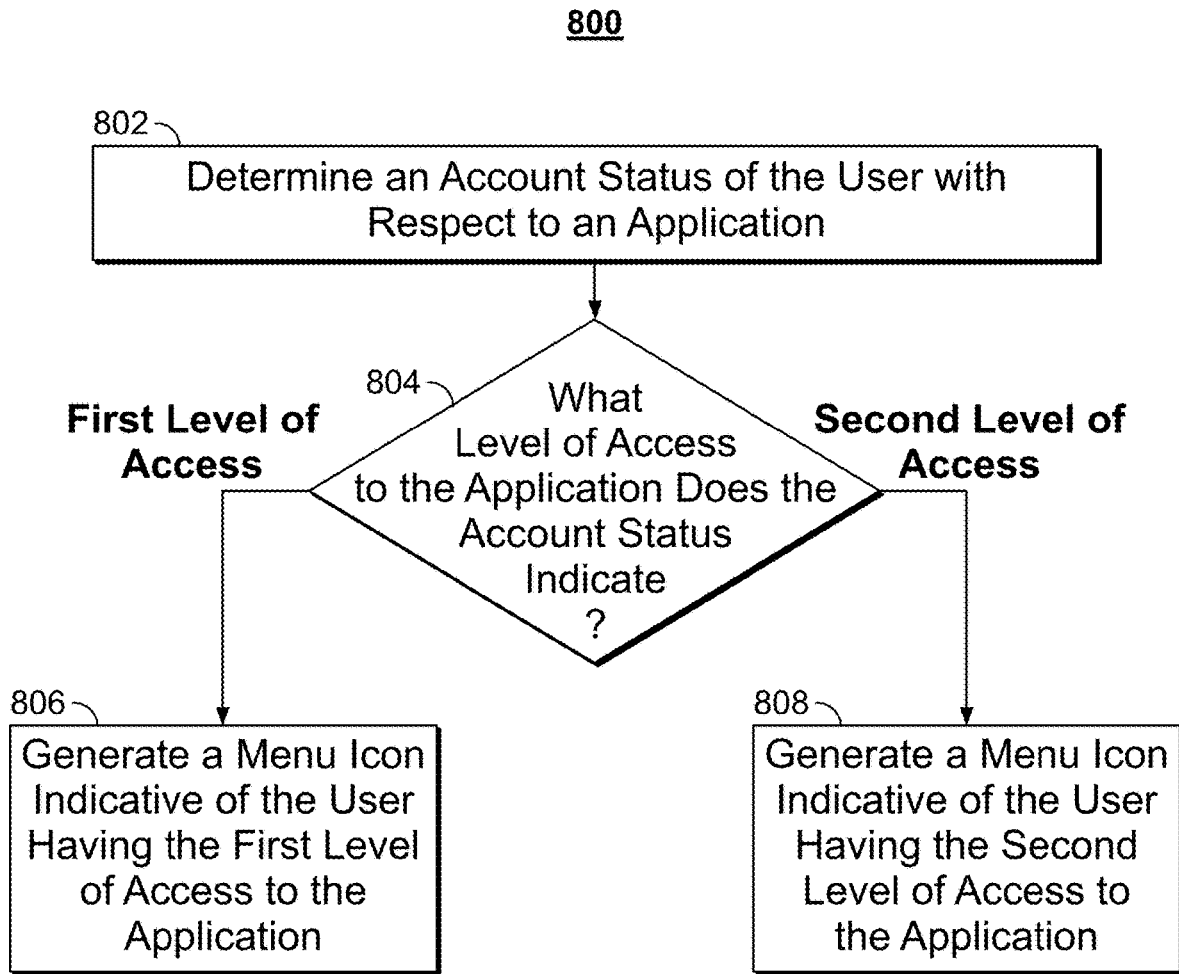 800
802
Determine an Account Status of the User with
Respect to an Application
804
What
Level of Access
to the Application Does the
Account Status
Indicate
?
First Level of
Access
Second Level of
Access
806
Generate a Menu Icon
Indicative of the User
Having the First Level
of Access to the
Application
808
Generate a Menu Icon
Indicative of the User
Having the Second
Level of Access to
the Application